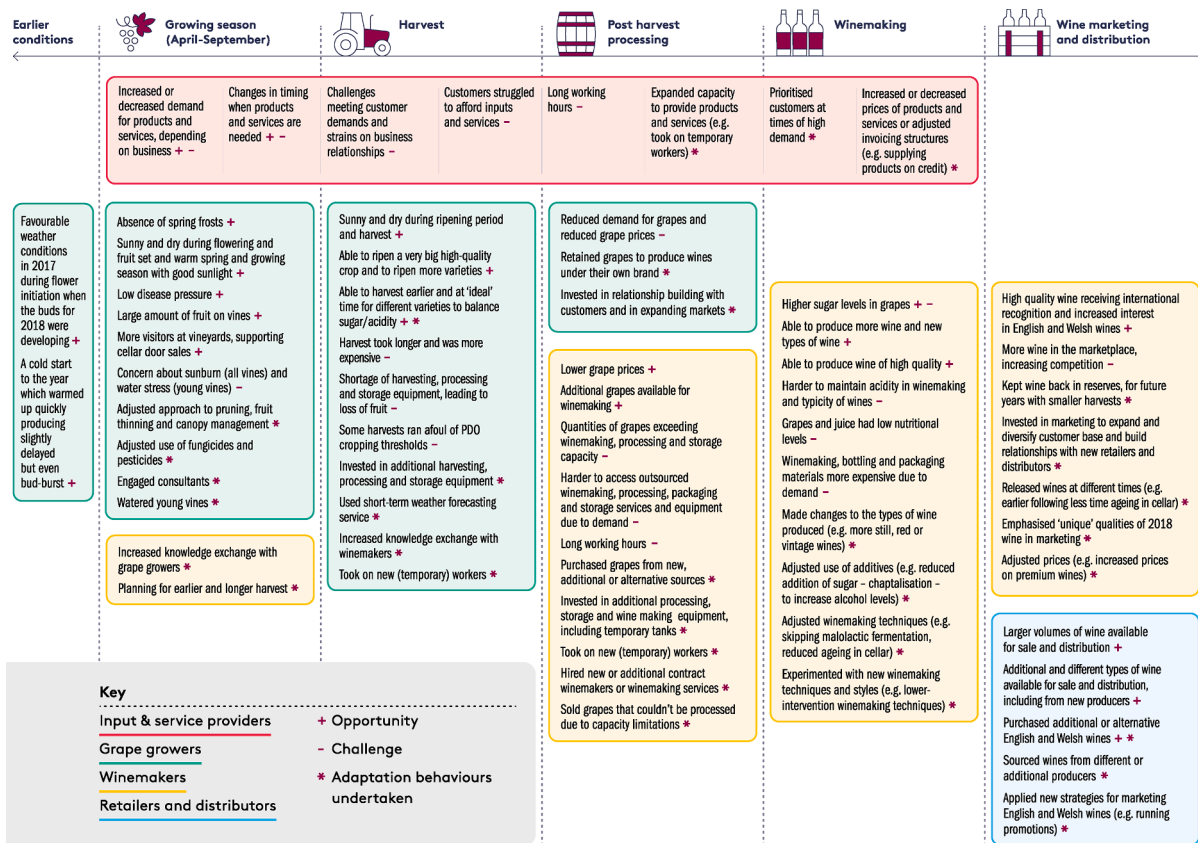 Earlier
conditions
Growing season
(April-September)
Harvest
Post harvest
processing
Winemaking
Wine marketing
and distribution
Increased or
decreased demand
for products and
services, depending
on business + –
Changes in timing
when products
and services are
needed + –
Challenges
meeting customer
demands and
strains on business
relationships –
Customers struggled
to afford inputs
and services –
Long working
hours –
Expanded capacity
to provide products
and services (e.g.
took on temporary
workers) *
Prioritised
customers at
times of high
demand *
Increased or decreased
prices of products and
services or adjusted
invoicing structures
(e.g. supplying
products on credit) *
Favourable
weather
conditions
in 2017
during flower
initiation when
the buds for
2018 were
developing +
A cold start
to the year
which warmed
up quickly
producing
slightly
delayed
but even
bud-burst +
Absence of spring frosts +
Sunny and dry during flowering and
fruit set and warm spring and growing
season with good sunlight +
Low disease pressure +
Large amount of fruit on vines +
More visitors at vineyards, supporting
cellar door sales +
Concern about sunburn (all vines) and
water stress (young vines) –
Adjusted approach to pruning, fruit
thinning and canopy management *
Adjusted use of fungicides and
pesticides *
Engaged consultants *
Watered young vines *
Increased knowledge exchange with
grape growers *
Planning for earlier and longer harvest *
Sunny and dry during ripening period
and harvest +
Able to ripen a very big high-quality
crop and to ripen more varieties +
Able to harvest earlier and at ‘ideal’
time for different varieties to balance
sugar/acidity + *
Harvest took longer and was more
expensive –
Shortage of harvesting, processing
and storage equipment, leading to
loss of fruit –
Some harvests ran afoul of PDO
cropping thresholds –
Invested in additional harvesting,
processing and storage equipment *
Used short-term weather forecasting
service *
Increased knowledge exchange with
winemakers *
Took on new (temporary) workers *
Reduced demand for grapes and
reduced grape prices –
Retained grapes to produce wines
under their own brand *
Invested in relationship building with
customers and in expanding markets *
Lower grape prices +
Additional grapes available for
winemaking +
Quantities of grapes exceeding
winemaking, processing and storage
capacity –
Harder to access outsourced
winemaking, processing, packaging
and storage services and equipment
due to demand –
Long working hours –
Purchased grapes from new,
additional or alternative sources *
Invested in additional processing,
storage and wine making equipment,
including temporary tanks *
Took on new (temporary) workers *
Hired new or additional contract
winemakers or winemaking services *
Sold grapes that couldn’t be processed
due to capacity limitations *
Higher sugar levels in grapes + –
Able to produce more wine and new
types of wine +
Able to produce wine of high quality +
Harder to maintain acidity in winemaking
and typicity of wines –
Grapes and juice had low nutritional
levels –
Winemaking, bottling and packaging
materials more expensive due to
demand –
Made changes to the types of wine
produced (e.g. more still, red or
vintage wines) *
Adjusted use of additives (e.g. reduced
addition of sugar – chaptalisation –
to increase alcohol levels) *
Adjusted winemaking techniques (e.g.
skipping malolactic fermentation,
reduced ageing in cellar) *
Experimented with new winemaking
techniques and styles (e.g. lower-
intervention winemaking techniques) *
High quality wine receiving international
recognition and increased interest
in English and Welsh wines +
More wine in the marketplace,
increasing competition –
Kept wine back in reserves, for future
years with smaller harvests *
Invested in marketing to expand and
diversify customer base and build
relationships with new retailers and
distributors *
Released wines at different times (e.g.
earlier following less time ageing in cellar) *
Emphasised ‘unique’ qualities of 2018
wine in marketing *
Adjusted prices (e.g. increased prices
on premium wines) *
Larger volumes of wine available
for sale and distribution +
Additional and different types of wine
available for sale and distribution,
including from new producers +
Purchased additional or alternative
English and Welsh wines + *
Sourced wines from different or
additional producers *
Applied new strategies for marketing
English and Welsh wines (e.g. running
promotions) *
Key
Input & service providers
Grape growers
Winemakers
Retailers and distributors
+ Opportunity
– Challenge
* Adaptation behaviours
undertaken